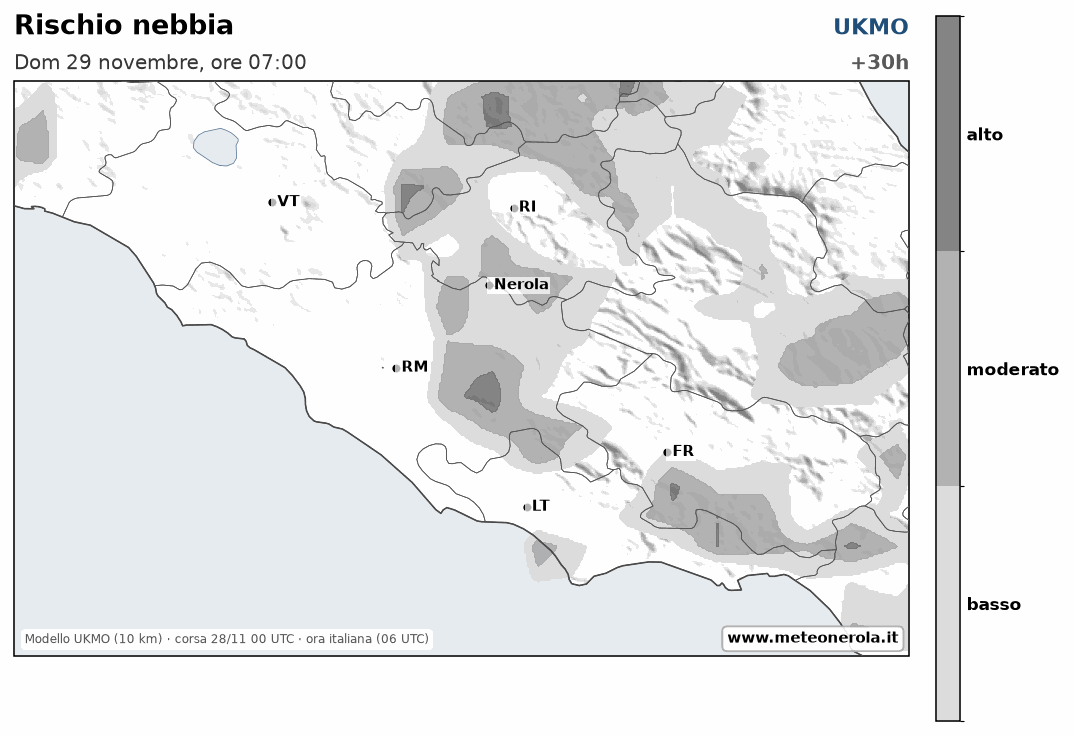 Rischio nebbia
UKMO
Dom 29 novembre, ore 07:00
+30h
alto
VT
RI
Nerola
RM
moderato
FR
LT
basso
Modello UKMO (10 km) · corsa 28/11 00 UTC · ora italiana (06 UTC)
www.meteonerola.it